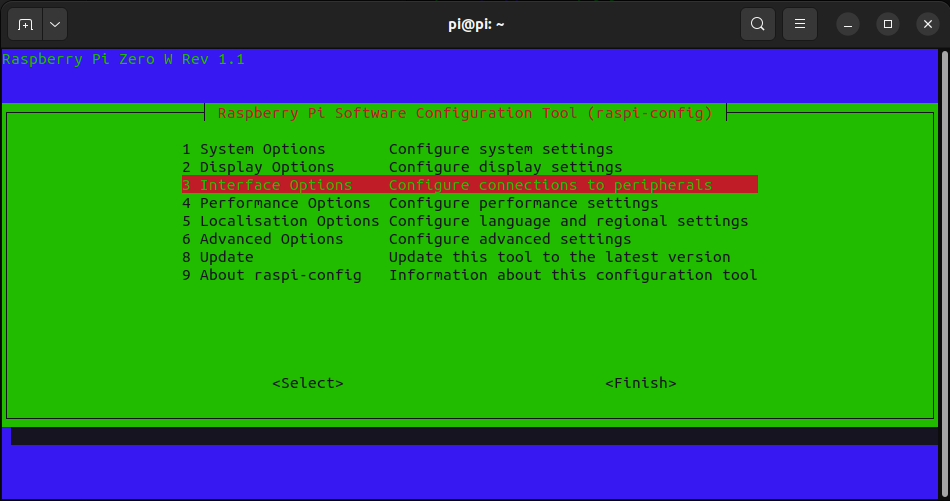 pi@pi: ~
Raspberry Pi Zero W Rev 1.1
Raspberry Pi Software Configuration Tool (raspi-config)
1 System Options       Configure system settings
2 Display Options      Configure display settings
3 Interface Options    Configure connections to peripherals
4 Performance Options  Configure performance settings
5 Localisation Options Configure language and regional settings
6 Advanced Options     Configure advanced settings
8 Update               Update this tool to the latest version
9 About raspi-config   Information about this configuration tool
<Select>                             <Finish>